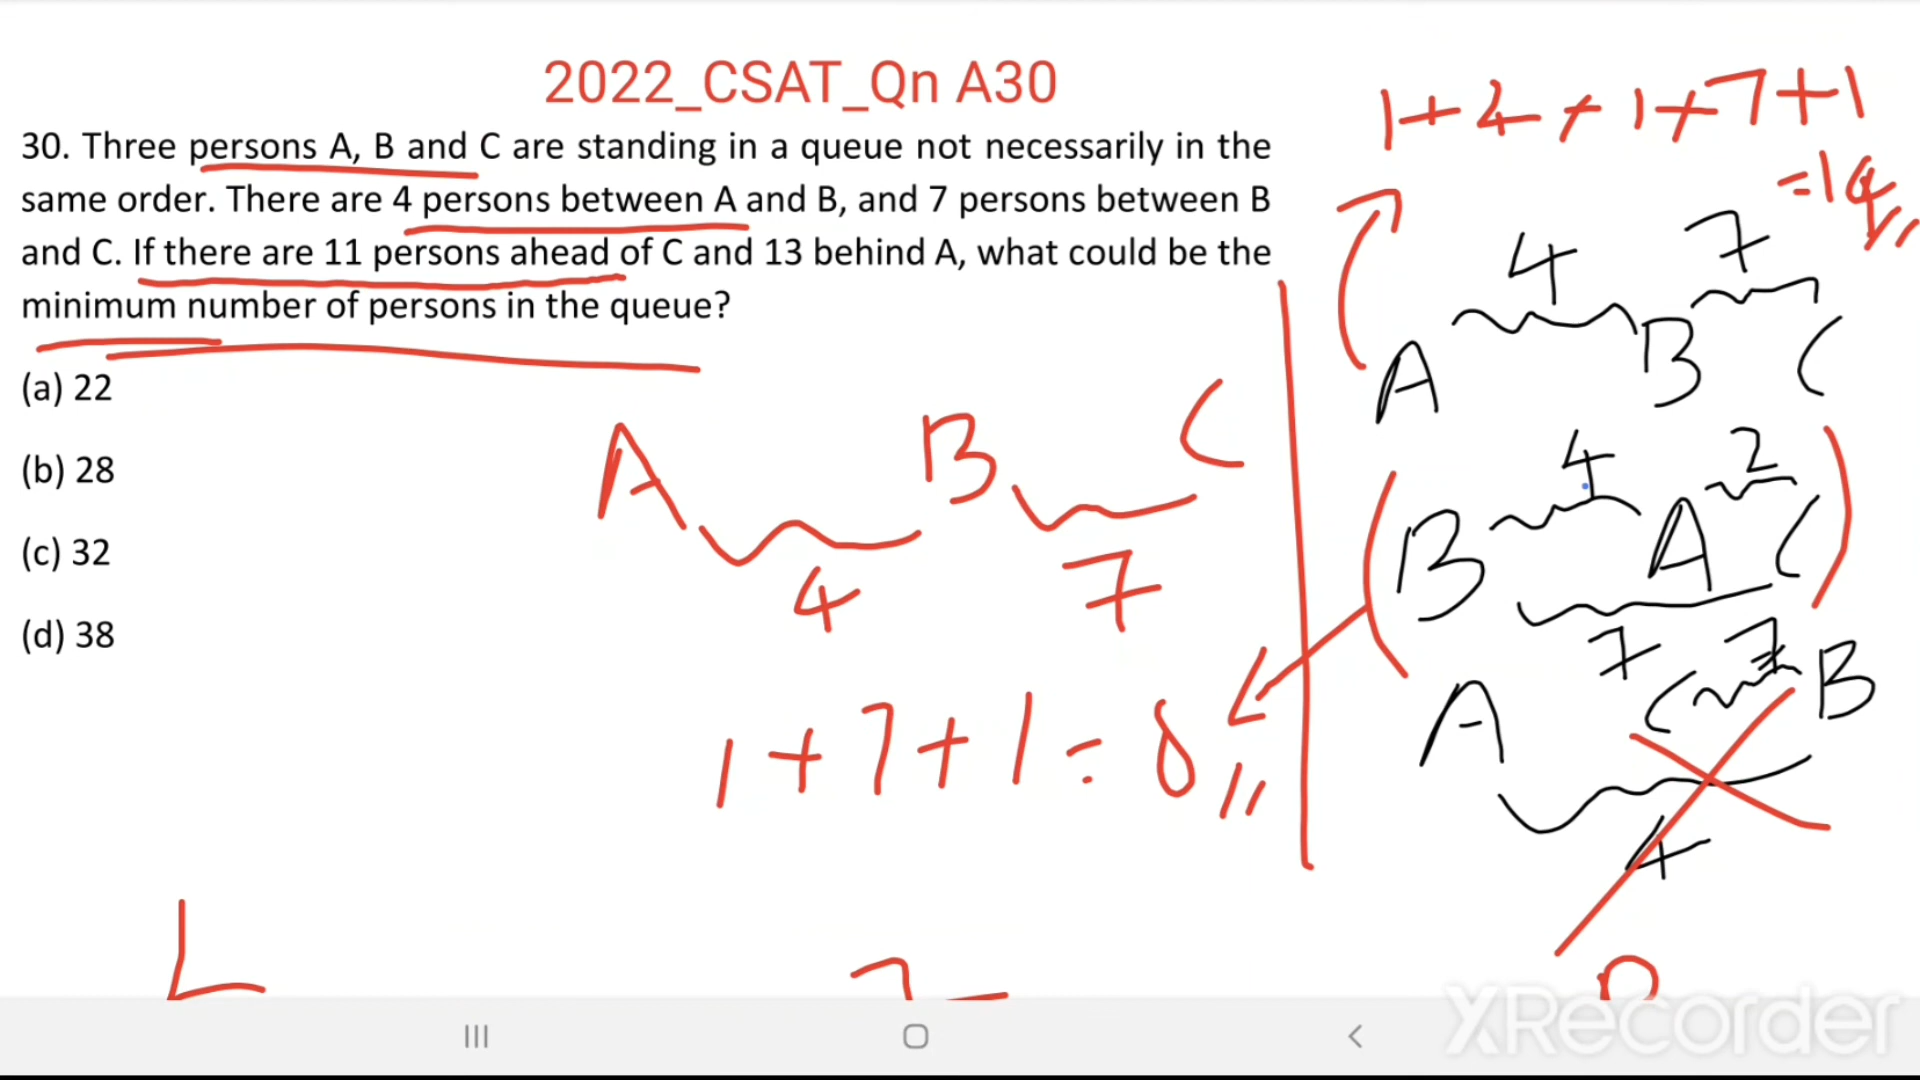 2022_CSAT_Qn A30
30. Three persons A, B and C are standing in a queue not necessarily in the
same order. There are 4 persons between A and B, and 7 persons between B
and C. If there are 11 persons ahead of C and 13 behind A, what could be the
minimum number of persons in the queue?
(a) 22
(b) 28
(c) 32
(d) 38
A B C
4 7
1+7+1=8
1+4+1+7+1
=14
4 7
A B C
4 2
B A C
7
7
A C B
4
XRecorder